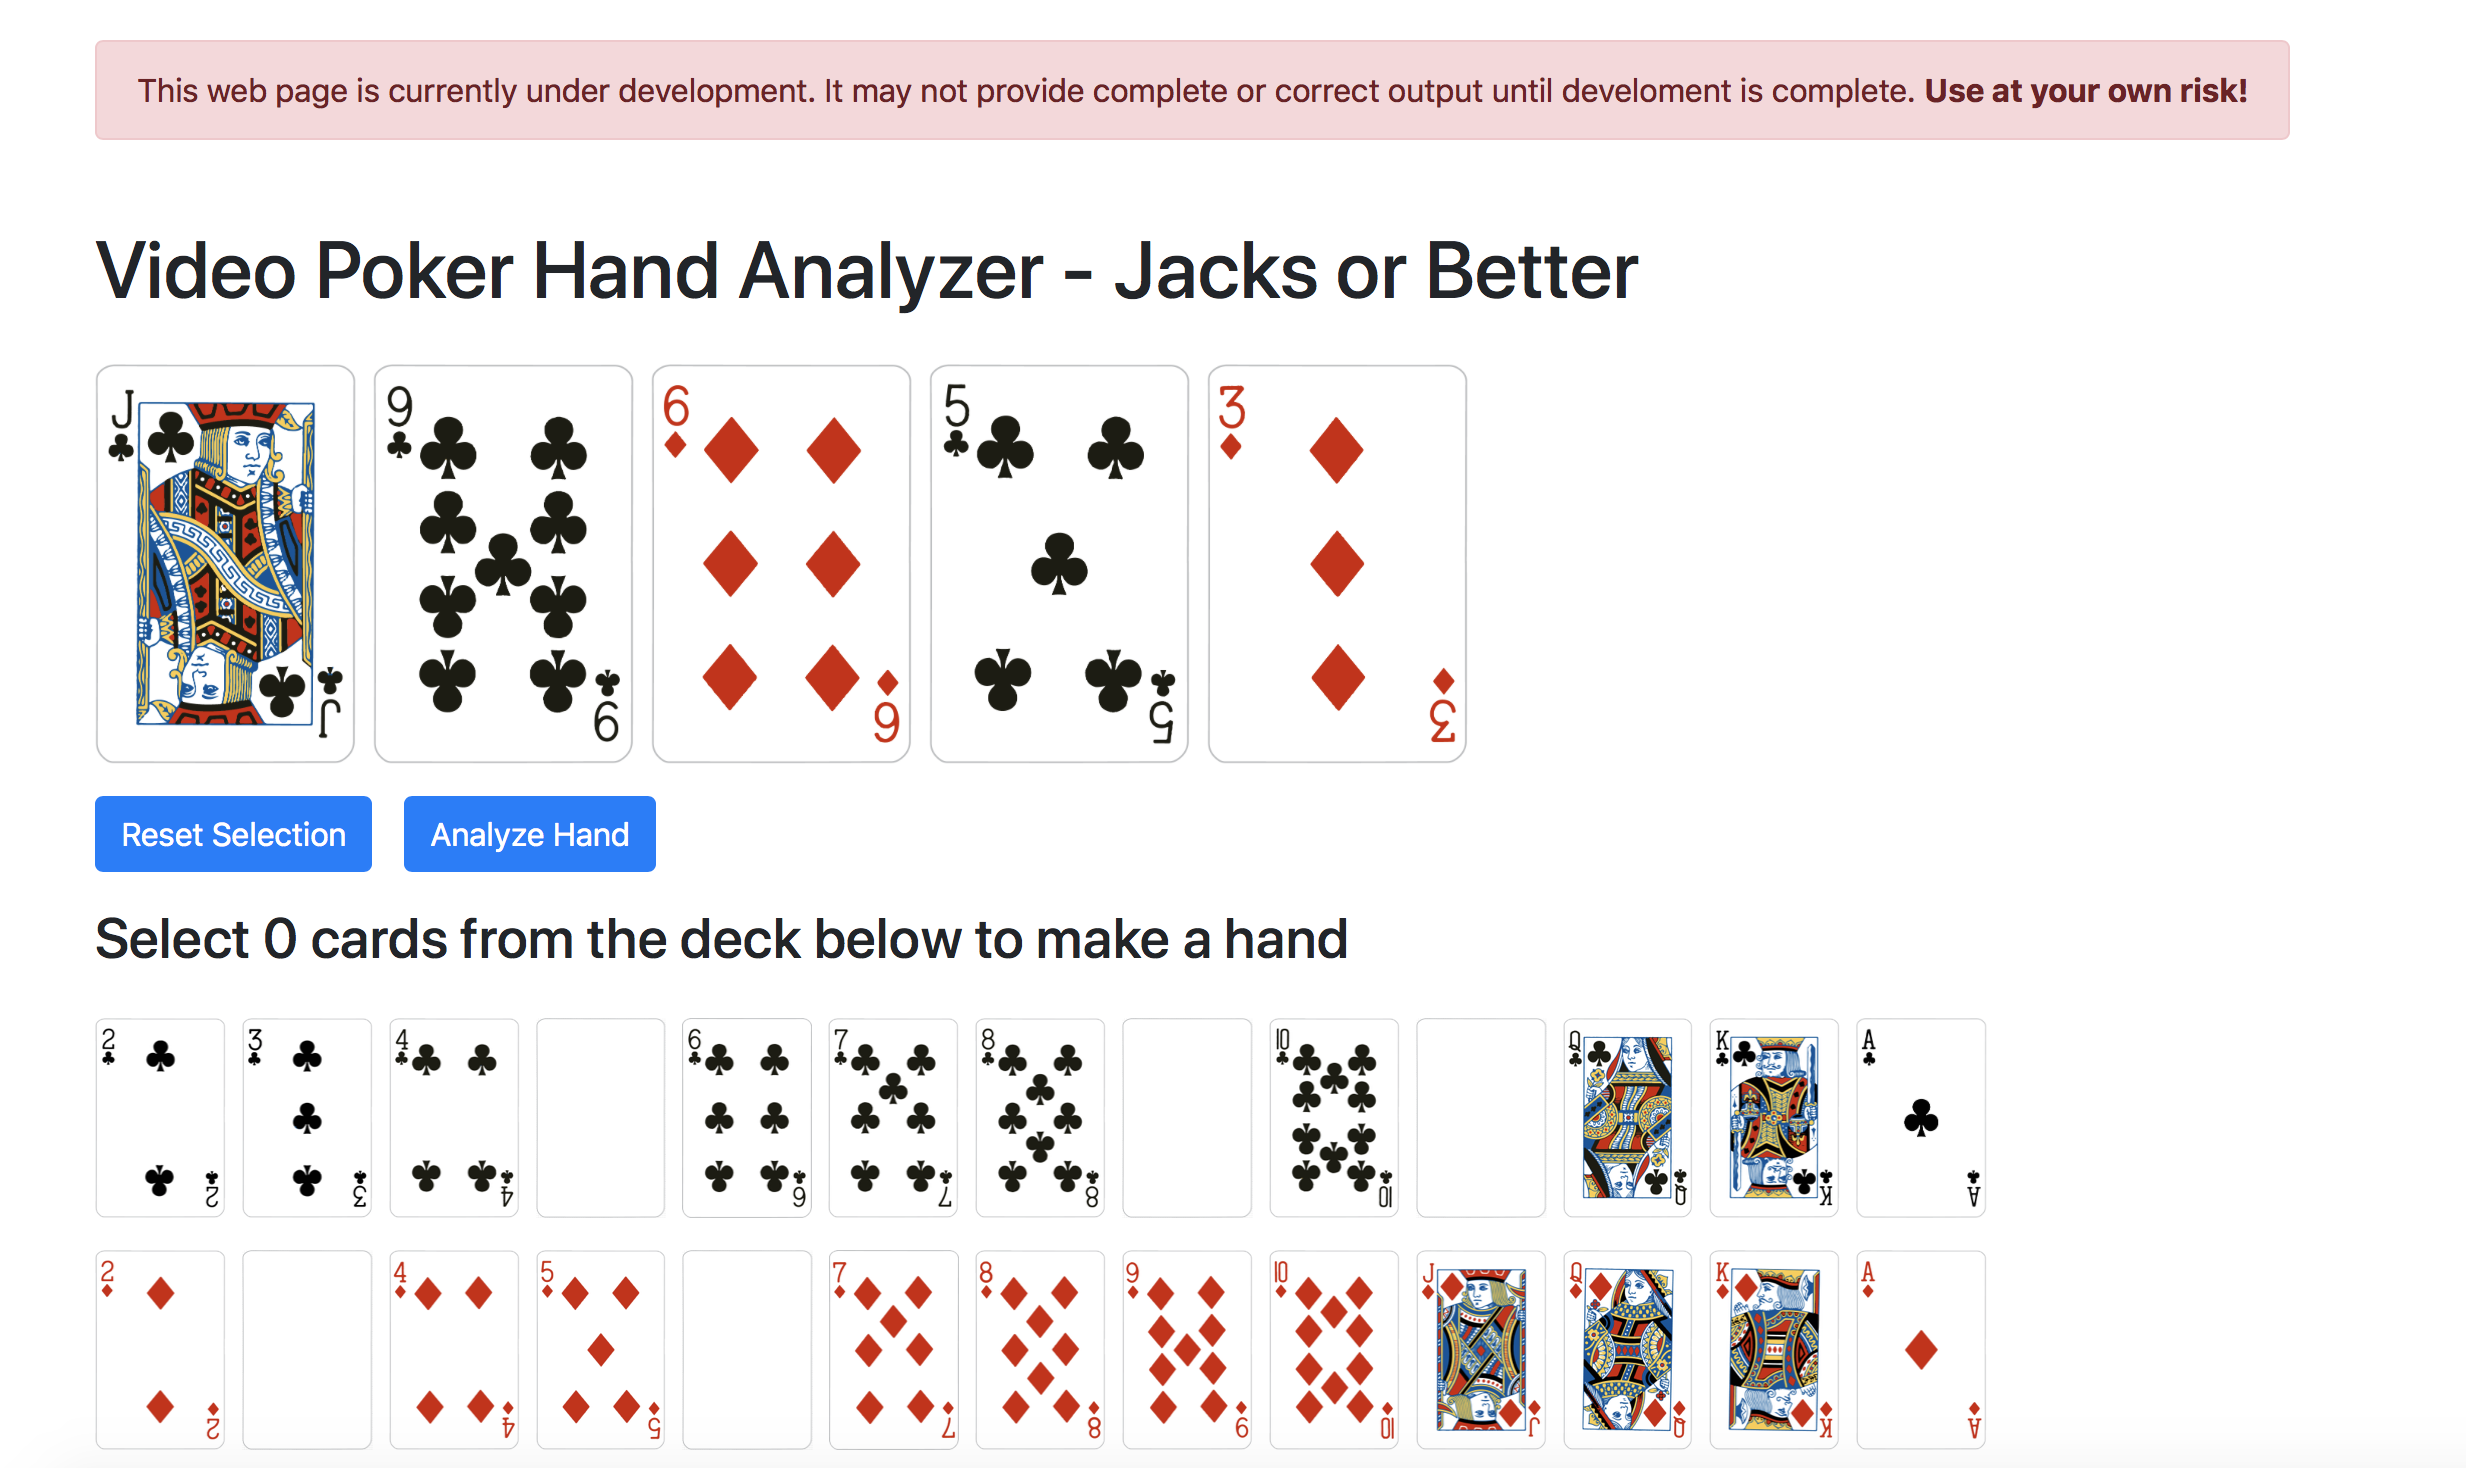 This web page is currently under development. It may not provide complete or correct output until develoment is complete. Use at your own risk!
Video Poker Hand Analyzer - Jacks or Better
J 9 6 5 3
J 9 6 5 3
Reset Selection Analyze Hand
Select 0 cards from the deck below to make a hand
2 3 4 6 7 8 10 Q K A
2 3 4 6 7 8 10 Q K A
2 4 5 7 8 9 10 J Q K A
2 4 5 7 8 9 10 J Q K A